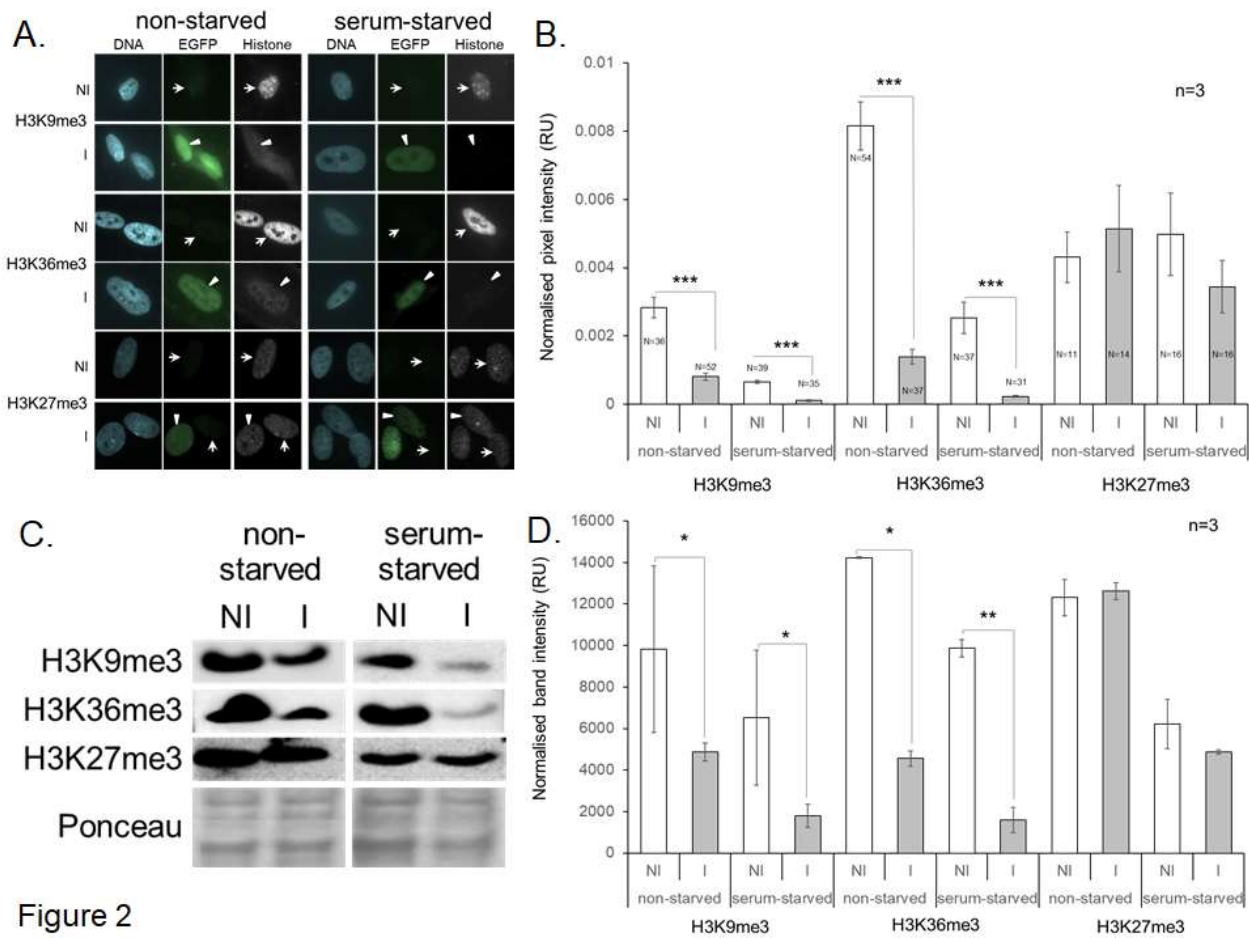 A.
non-starved serum-starved
DNA EGFP Histone DNA EGFP Histone
NI
H3K9me3
I
NI
H3K36me3
I
NI
H3K27me3
I
B.
Normalised pixel intensity (RU)
0.01
0.008
0.006
0.004
0.002
0
n=3
***
***
***
***
N=36
N=52
N=39
N=35
N=54
N=37
N=37
N=31
N=11
N=14
N=16
N=16
NI I NI I NI I NI I NI I NI I
non-starved serum-starved non-starved serum-starved non-starved serum-starved
H3K9me3 H3K36me3 H3K27me3
C.
non-starved serum-starved
NI I NI I
H3K9me3
H3K36me3
H3K27me3
Ponceau
D.
Normalised band intensity (RU)
16000
14000
12000
10000
8000
6000
4000
2000
0
n=3
*
*
*
**
NI I NI I NI I NI I NI I NI I
non-starved serum-starved non-starved serum-starved non-starved serum-starved
H3K9me3 H3K36me3 H3K27me3
Figure 2